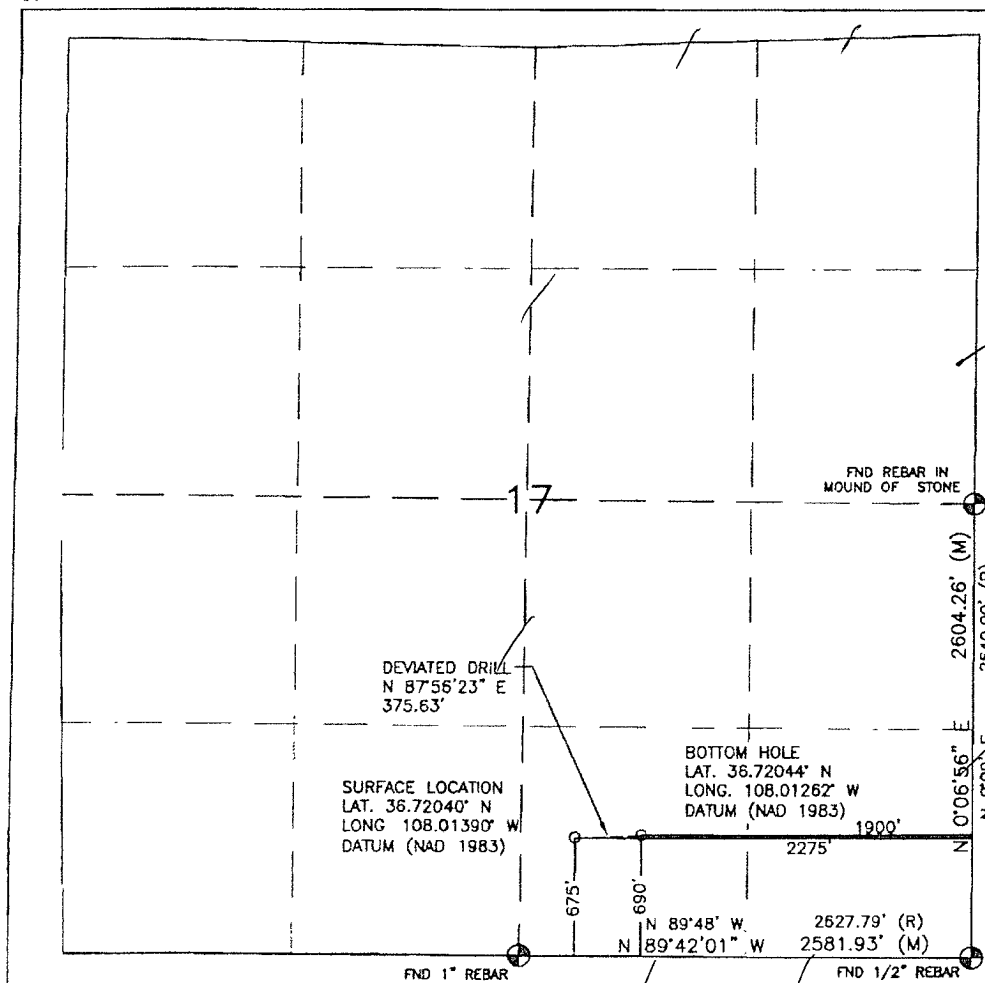 17
FND REBAR IN
MOUND OF STONE
N 0°06'56" E 2604.26' (M)
DEVIATED DRILL
N 87°56'23" E
375.63'
SURFACE LOCATION
LAT. 36.72040° N
LONG 108.01390° W
DATUM (NAD 1983)
BOTTOM HOLE
LAT. 36.72044° N
LONG. 108.01262° W
DATUM (NAD 1983)
1900'
2275'
675'
690'
N 89°48' W 2627.79' (R)
N 89°42'01" W 2581.93' (M)
FND 1" REBAR
FND 1/2" REBAR